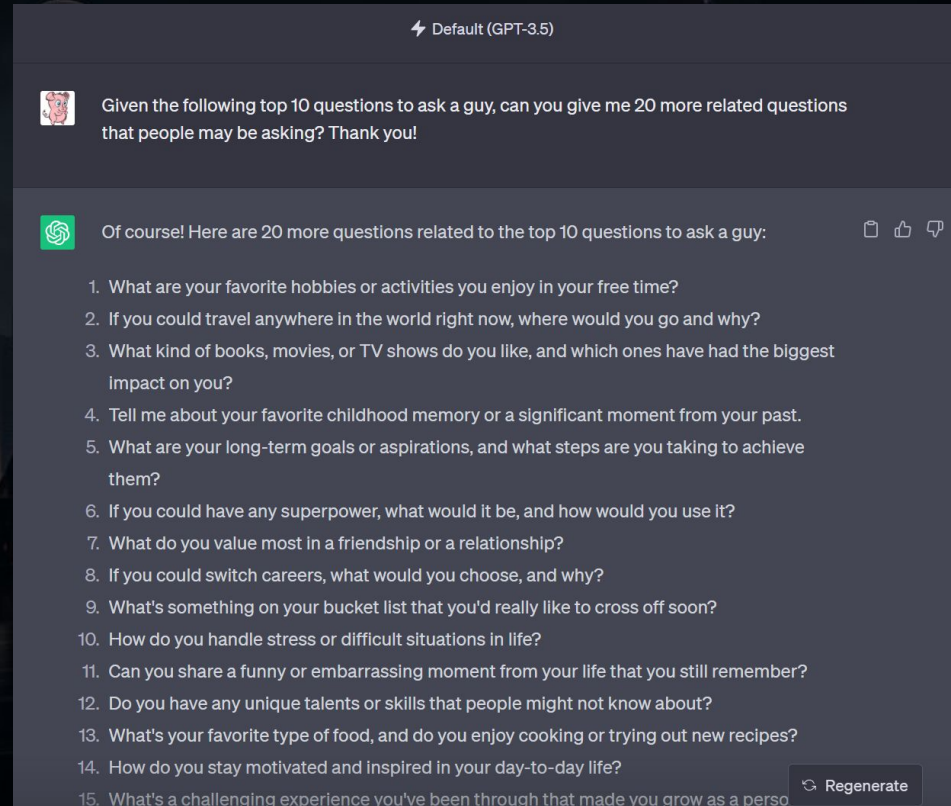 Default (GPT-3.5)
Given the following top 10 questions to ask a guy, can you give me 20 more related questions
that people may be asking? Thank you!
Of course! Here are 20 more questions related to the top 10 questions to ask a guy:
1. What are your favorite hobbies or activities you enjoy in your free time?
2. If you could travel anywhere in the world right now, where would you go and why?
3. What kind of books, movies, or TV shows do you like, and which ones have had the biggest
impact on you?
4. Tell me about your favorite childhood memory or a significant moment from your past.
5. What are your long-term goals or aspirations, and what steps are you taking to achieve
them?
6. If you could have any superpower, what would it be, and how would you use it?
7. What do you value most in a friendship or a relationship?
8. If you could switch careers, what would you choose, and why?
9. What's something on your bucket list that you'd really like to cross off soon?
10. How do you handle stress or difficult situations in life?
11. Can you share a funny or embarrassing moment from your life that you still remember?
12. Do you have any unique talents or skills that people might not know about?
13. What's your favorite type of food, and do you enjoy cooking or trying out new recipes?
14. How do you stay motivated and inspired in your day-to-day life?
15. What's a challenging experience you've been through that made you grow as a perso
Regenerate